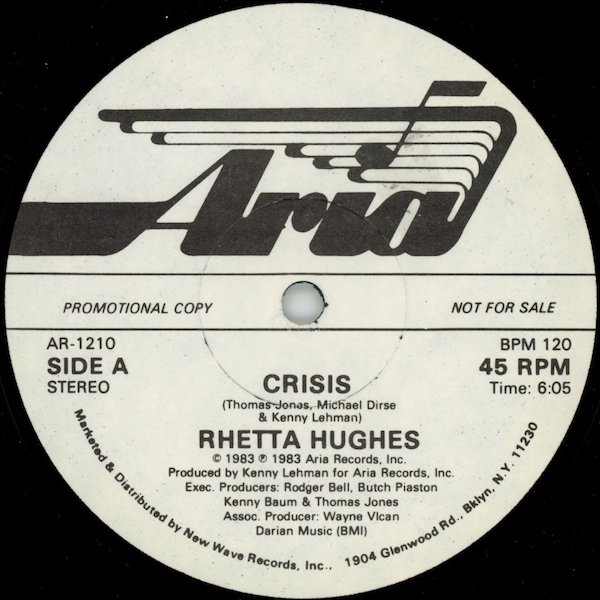 Aria
PROMOTIONAL COPY
NOT FOR SALE
AR-1210
SIDE A
STEREO
BPM 120
45 RPM
Time: 6:05
CRISIS
(Thomas Jonas, Michael Dirse
& Kenny Lehman)
RHETTA HUGHES
© 1983 ℗ 1983 Aria Records, Inc.
Produced by Kenny Lehman for Aria Records, Inc.
Exec. Producers: Rodger Bell, Butch Piaston
Kenny Baum & Thomas Jones
Assoc. Producer: Wayne Vlcan
Darian Music (BMI)
Marketed & Distributed by New Wave Records, Inc., 1904 Glenwood Rd., Bklyn. N.Y. 11230